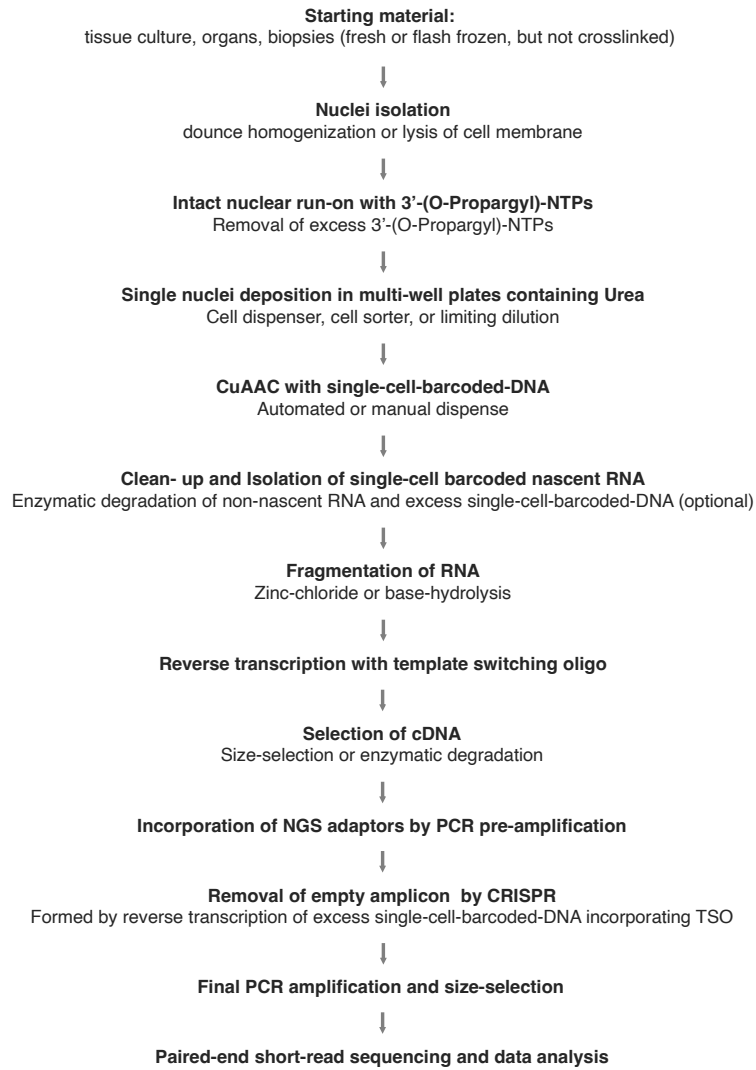 Starting material:
tissue culture, organs, biopsies (fresh or flash frozen, but not crosslinked)
Nuclei isolation
dounce homogenization or lysis of cell membrane
Intact nuclear run-on with 3’-(O-Propargyl)-NTPs
Removal of excess 3’-(O-Propargyl)-NTPs
Single nuclei deposition in multi-well plates containing Urea
Cell dispenser, cell sorter, or limiting dilution
CuAAC with single-cell-barcoded-DNA
Automated or manual dispense
Clean- up and Isolation of single-cell barcoded nascent RNA
Enzymatic degradation of non-nascent RNA and excess single-cell-barcoded-DNA (optional)
Fragmentation of RNA
Zinc-chloride or base-hydrolysis
Reverse transcription with template switching oligo
Selection of cDNA
Size-selection or enzymatic degradation
Incorporation of NGS adaptors by PCR pre-amplification
Removal of empty amplicon  by CRISPR
Formed by reverse transcription of excess single-cell-barcoded-DNA incorporating TSO
Final PCR amplification and size-selection
Paired-end short-read sequencing and data analysis